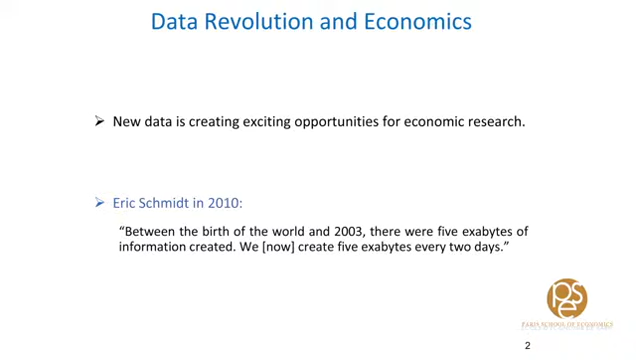 Data Revolution and Economics
New data is creating exciting opportunities for economic research.
Eric Schmidt in 2010:
“Between the birth of the world and 2003, there were five exabytes of
information created. We [now] create five exabytes every two days.”
pse
PARIS SCHOOL OF ECONOMICS
2